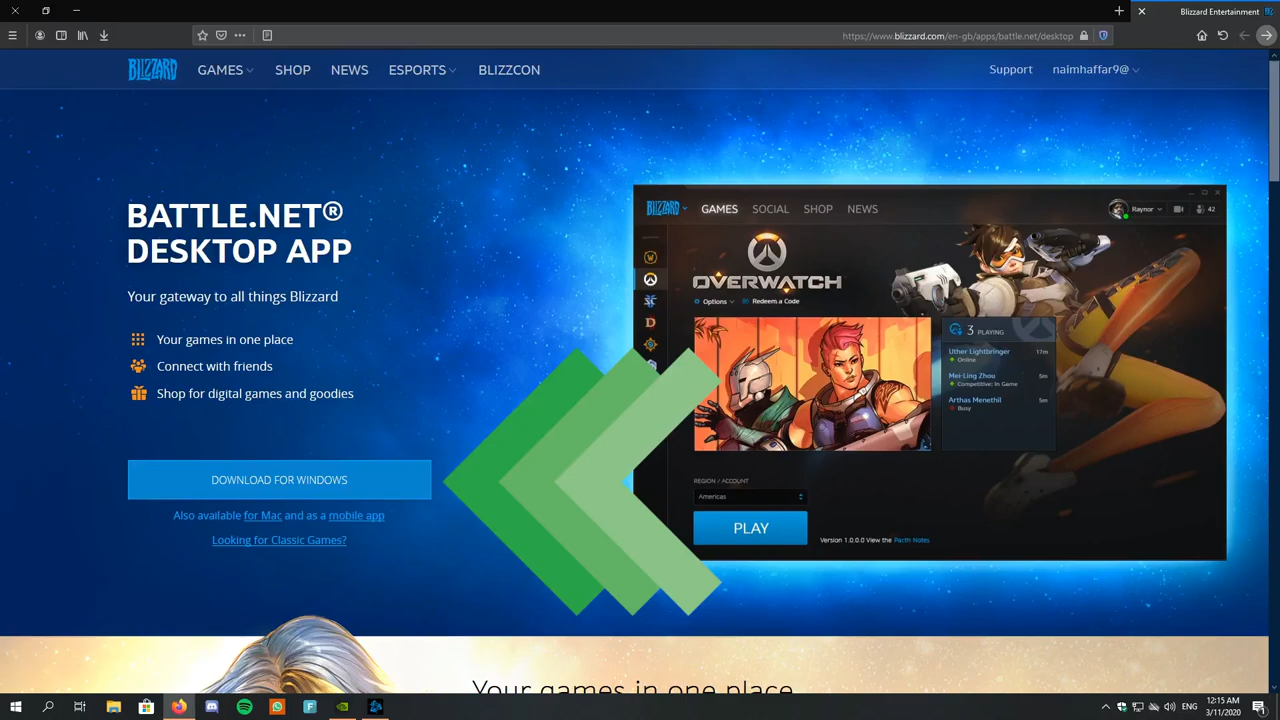 Blizzard Entertainment
https://www.blizzard.com/en-gb/apps/battle.net/desktop
BLIZZARD
GAMES
SHOP
NEWS
ESPORTS
BLIZZCON
Support
naimhaffar9@
BATTLE.NET®
DESKTOP APP
Your gateway to all things Blizzard
Your games in one place
Connect with friends
Shop for digital games and goodies
DOWNLOAD FOR WINDOWS
Also available for Mac and as a mobile app
Looking for Classic Games?
BLIZZARD
GAMES
SOCIAL
SHOP
NEWS
Raynor
42
OVERWATCH
Options
Redeem a Code
3 PLAYING
Uther Lightbringer 17m
Online
Mei-Ling Zhou 5m
Competitive: In Game
Arthas Menethil 5m
Busy
REGION / ACCOUNT
Americas
PLAY
Version 1.0.0.0 View the Pacth Notes
Your games in one place
ENG
12:15 AM
3/11/2020